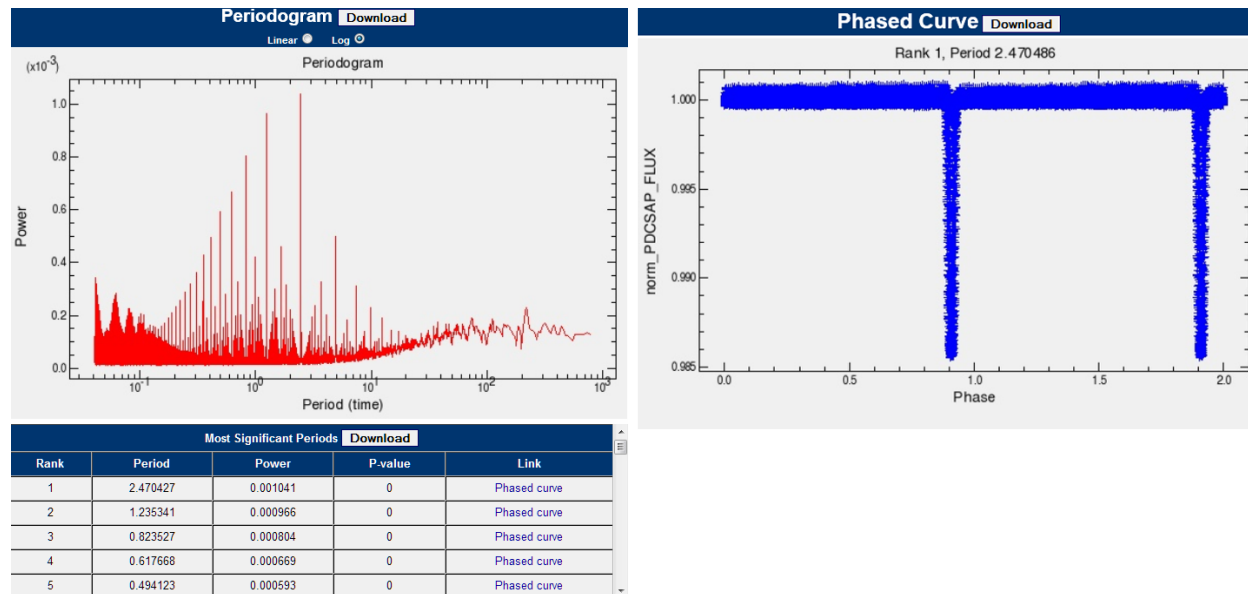 Periodogram Download
Linear Log
Periodogram
(x10-3)
1.0
0.8
0.6
0.4
0.2
0.0
Power
10-1 100 101 102 103
Period (time)
Most Significant Periods Download
Rank Period Power P-value Link
1 2.470427 0.001041 0 Phased curve
2 1.235341 0.000966 0 Phased curve
3 0.823527 0.000804 0 Phased curve
4 0.617668 0.000669 0 Phased curve
5 0.494123 0.000593 0 Phased curve
Phased Curve Download
Rank 1, Period 2.470486
1.000
0.995
0.990
0.985
norm_PDCSAP_FLUX
0.0 0.5 1.0 1.5 2.0
Phase